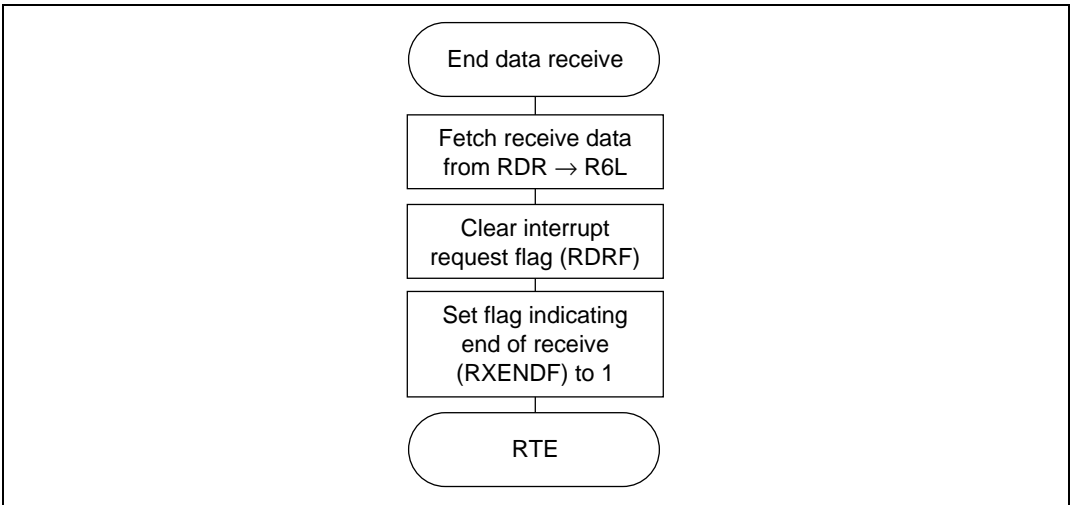 End data receive
Fetch receive data
from RDR → R6L
Clear interrupt
request flag (RDRF)
Set flag indicating
end of receive
(RXENDF) to 1
RTE